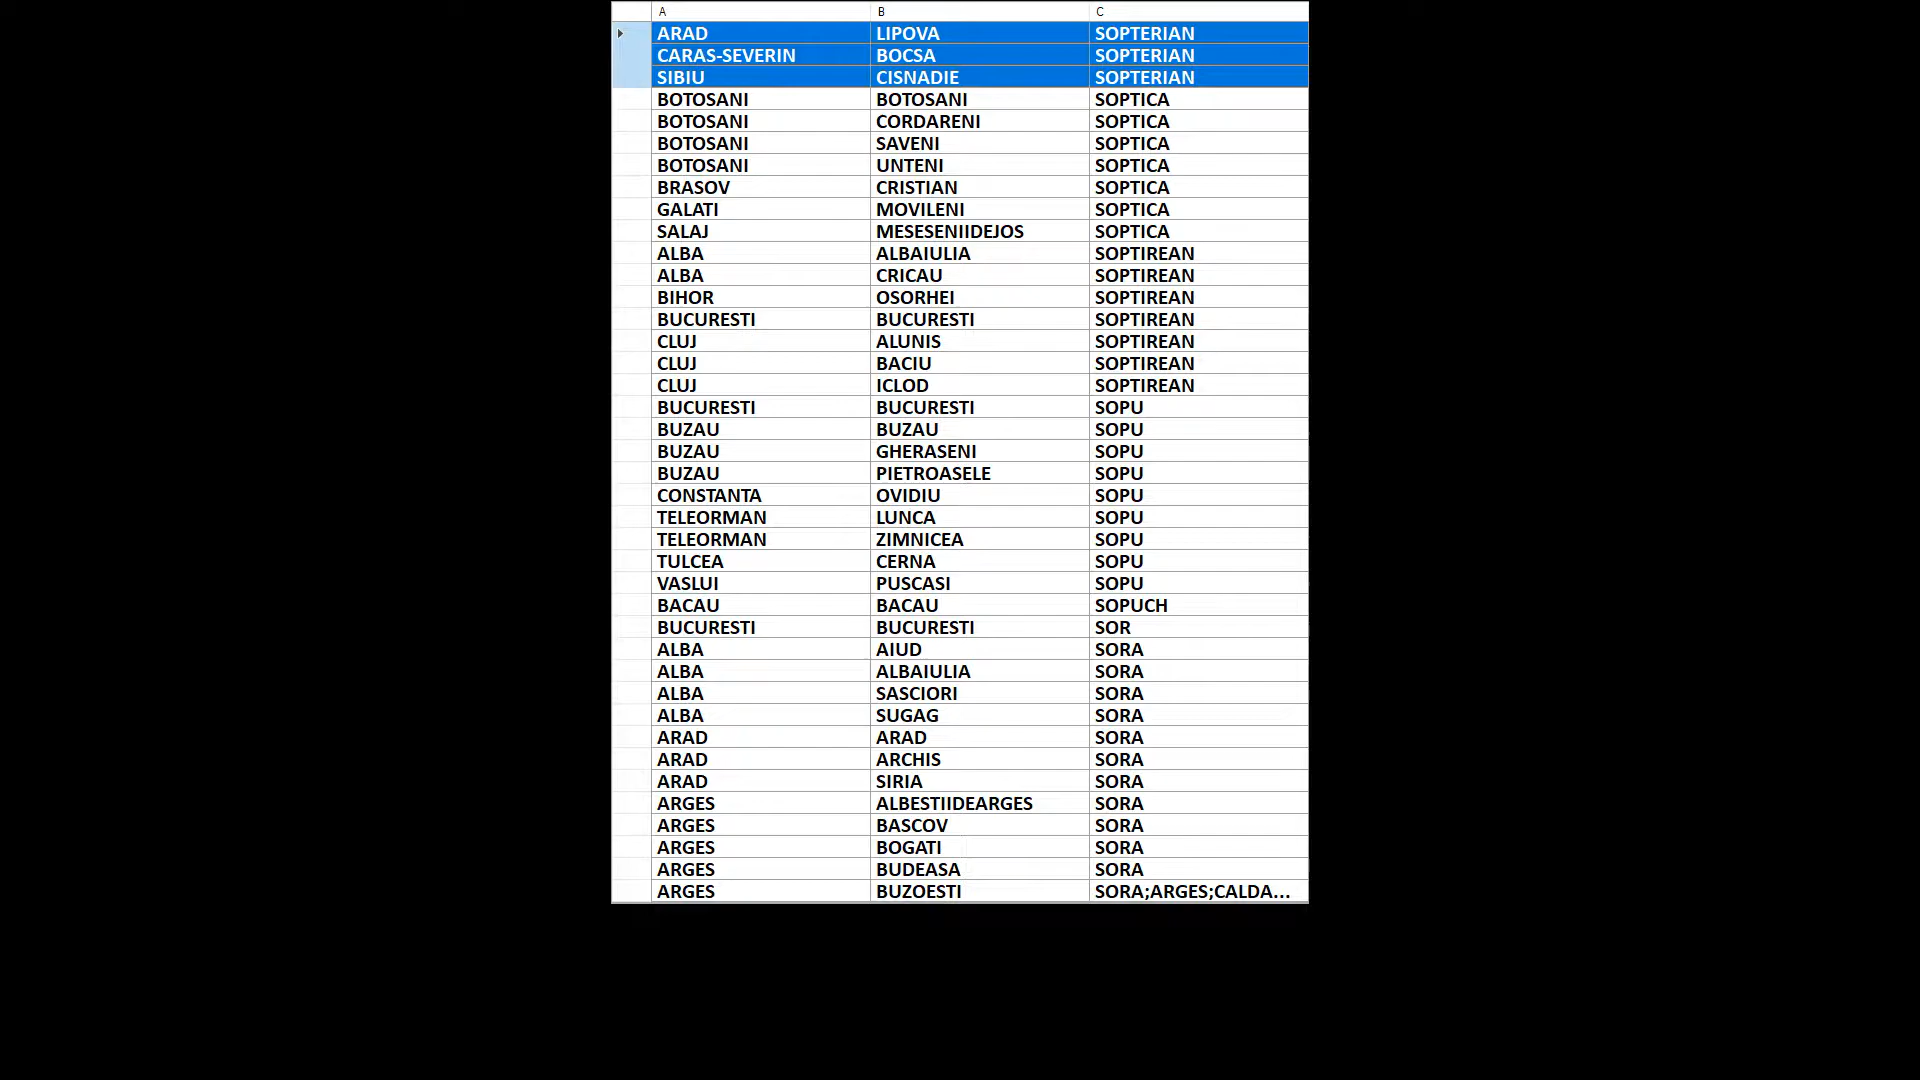 A B C
ARAD LIPOVA SOPTERIAN
CARAS-SEVERIN BOCSA SOPTERIAN
SIBIU CISNADIE SOPTERIAN
BOTOSANI BOTOSANI SOPTICA
BOTOSANI CORDARENI SOPTICA
BOTOSANI SAVENI SOPTICA
BOTOSANI UNTENI SOPTICA
BRASOV CRISTIAN SOPTICA
GALATI MOVILENI SOPTICA
SALAJ MESESENIIDEJOS SOPTICA
ALBA ALBAIULIA SOPTIREAN
ALBA CRICAU SOPTIREAN
BIHOR OSORHEI SOPTIREAN
BUCURESTI BUCURESTI SOPTIREAN
CLUJ ALUNIS SOPTIREAN
CLUJ BACIU SOPTIREAN
CLUJ ICLOD SOPTIREAN
BUCURESTI BUCURESTI SOPU
BUZAU BUZAU SOPU
BUZAU GHERASENI SOPU
BUZAU PIETROASELE SOPU
CONSTANTA OVIDIU SOPU
TELEORMAN LUNCA SOPU
TELEORMAN ZIMNICEA SOPU
TULCEA CERNA SOPU
VASLUI PUSCASI SOPU
BACAU BACAU SOPUCH
BUCURESTI BUCURESTI SOR
ALBA AIUD SORA
ALBA ALBAIULIA SORA
ALBA SASCIORI SORA
ALBA SUGAG SORA
ARAD ARAD SORA
ARAD ARCHIS SORA
ARAD SIRIA SORA
ARGES ALBESTIIDEARGES SORA
ARGES BASCOV SORA
ARGES BOGATI SORA
ARGES BUDEASA SORA
ARGES BUZOESTI SORA;ARGES;CALDA...